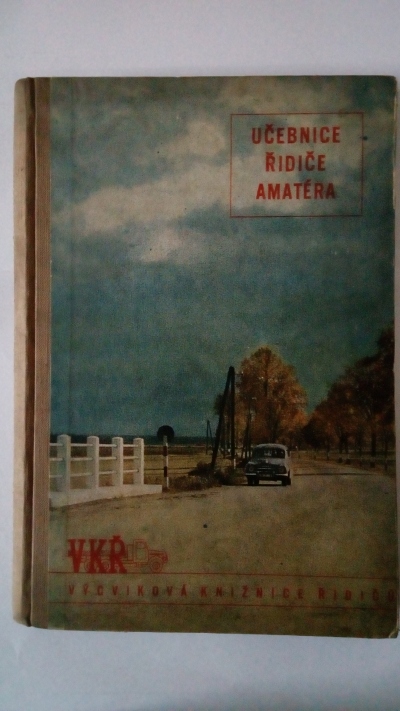 UČEBNICE
ŘIDIČE
AMATÉRA
VKŘ
VÝCVIKOVÁ KNIŽNICE ŘIDIČŮ